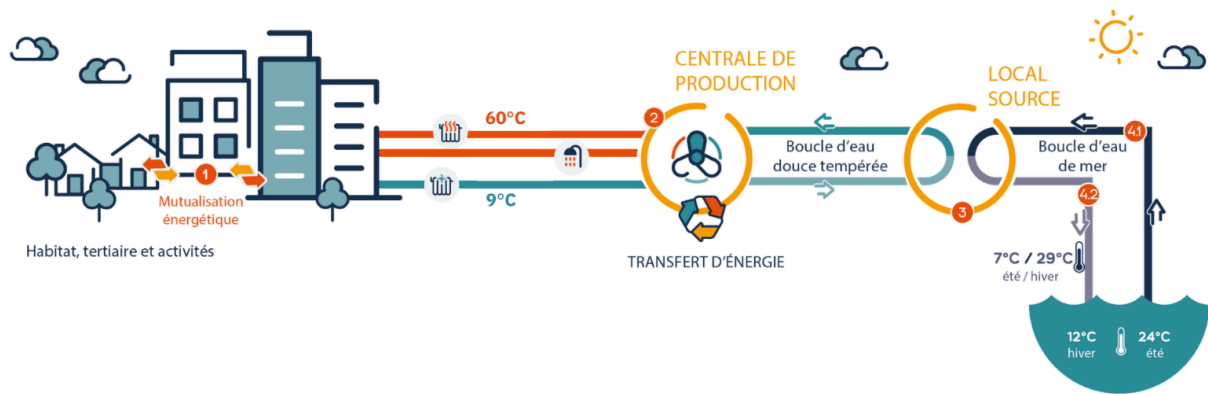 CENTRALE DE
PRODUCTION
LOCAL
SOURCE
60°C
2
4.1
Boucle d'eau
douce tempérée
Boucle d'eau
de mer
1
Mutualisation
énergétique
9°C
3
4.2
Habitat, tertiaire et activités
TRANSFERT D'ÉNERGIE
7°C / 29°C
été / hiver
12°C
hiver
24°C
été